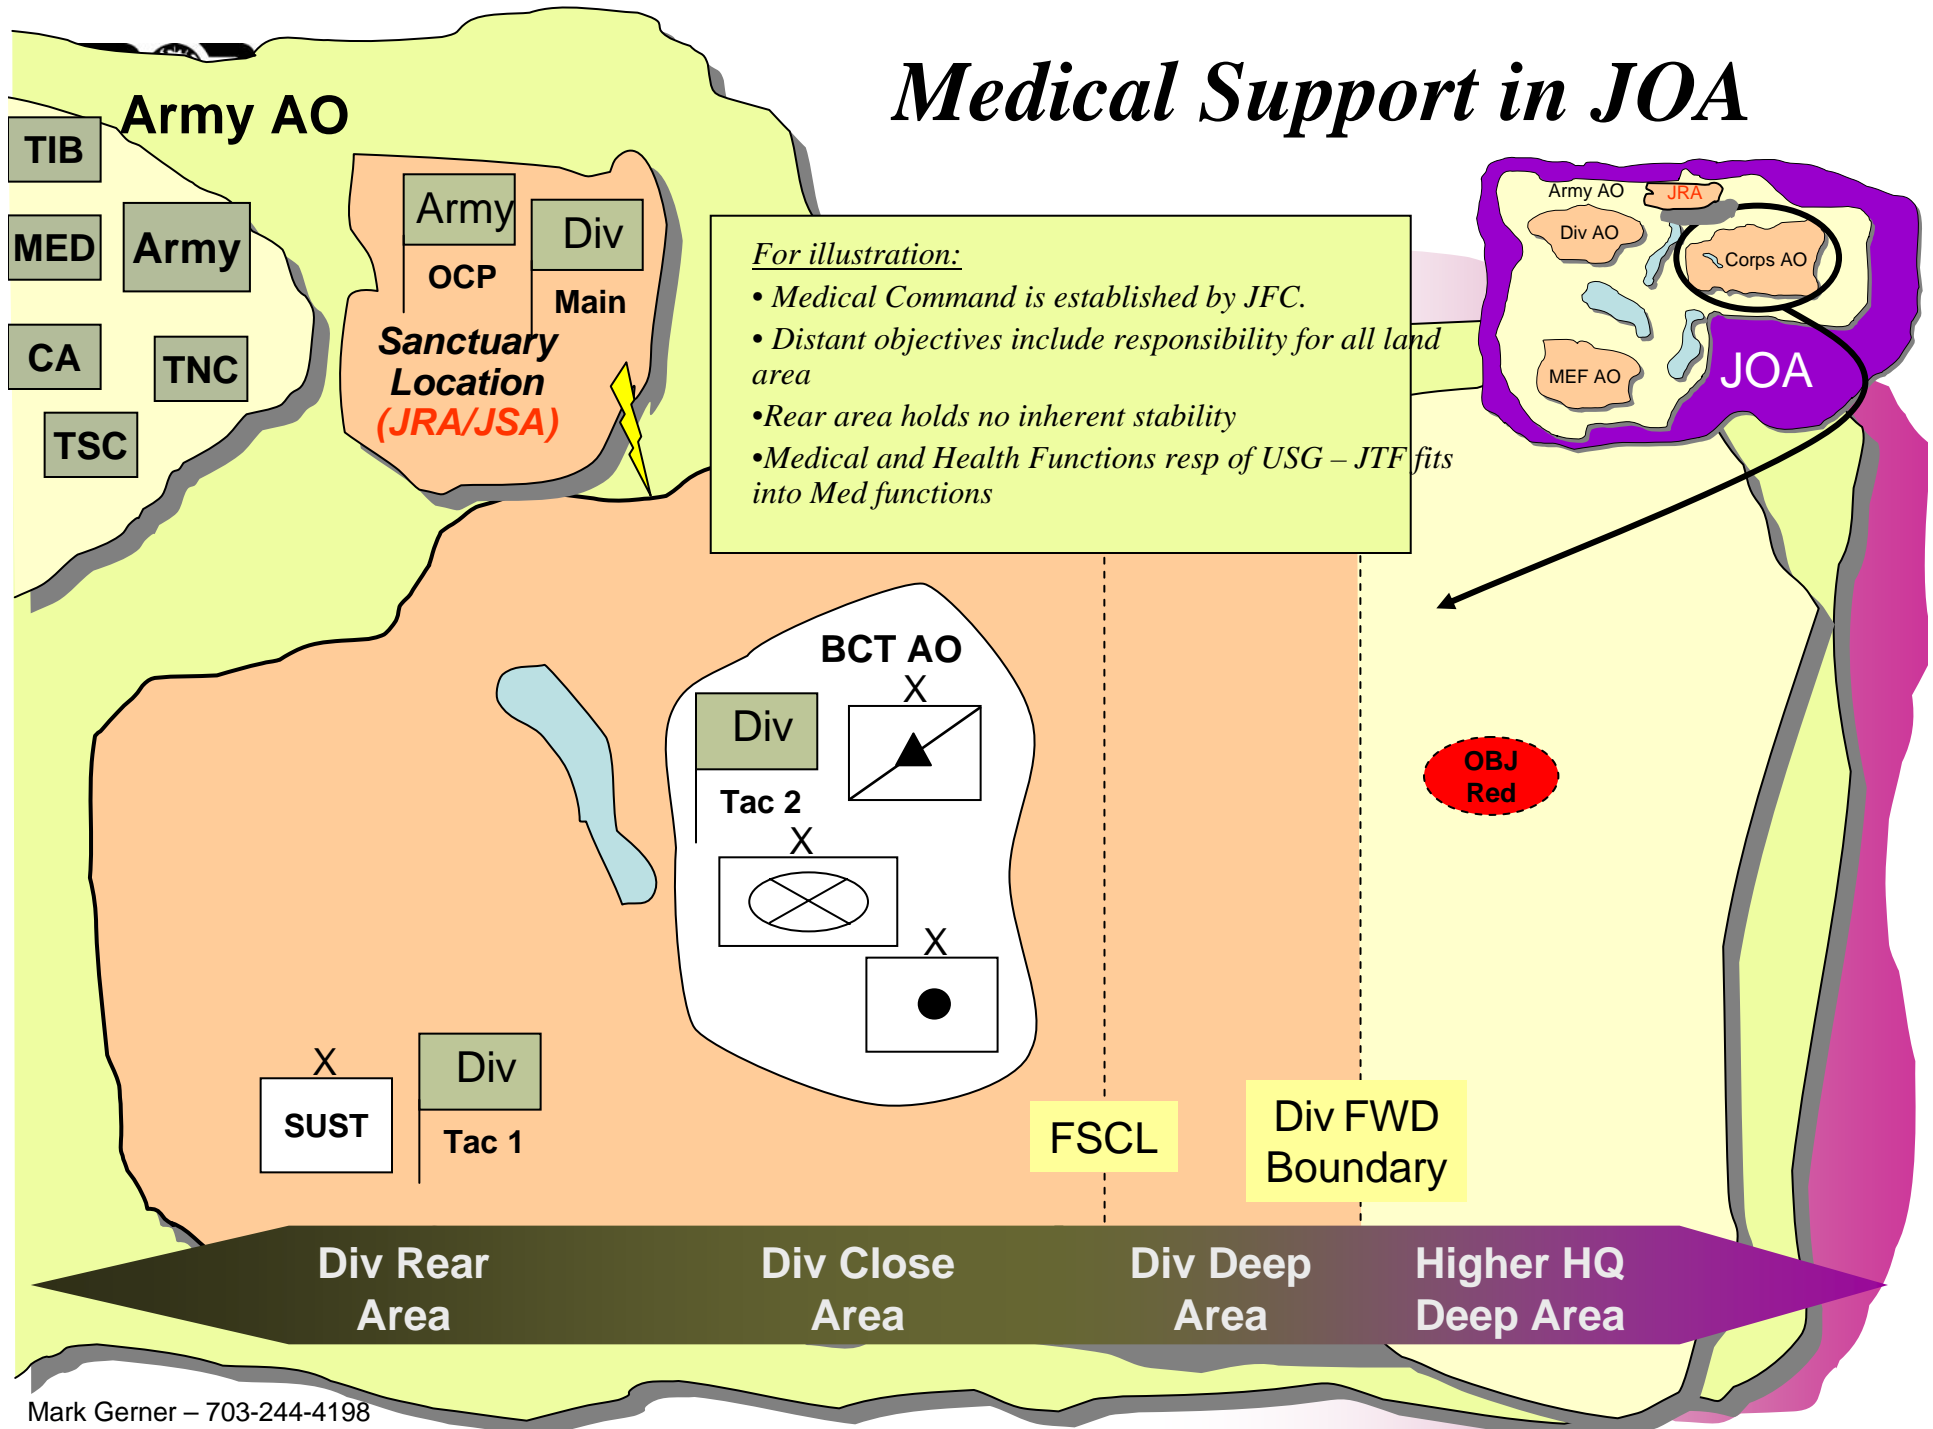 Medical Support in JOA
Army AO
TIB
MED
Army
CA
TNC
TSC
Army
OCP
Div
Main
Sanctuary
Location
(JRA/JSA)
For illustration:
• Medical Command is established by JFC.
• Distant objectives include responsibility for all land
area
•Rear area holds no inherent stability
•Medical and Health Functions resp of USG – JTF fits
into Med functions
Army AO
JRA
Div AO
Corps AO
MEF AO
JOA
BCT AO
X
Div
Tac 2
X
X
OBJ
Red
X
SUST
Div
Tac 1
FSCL
Div FWD
Boundary
Div Rear
Area
Div Close
Area
Div Deep
Area
Higher HQ
Deep Area
Mark Gerner – 703-244-4198